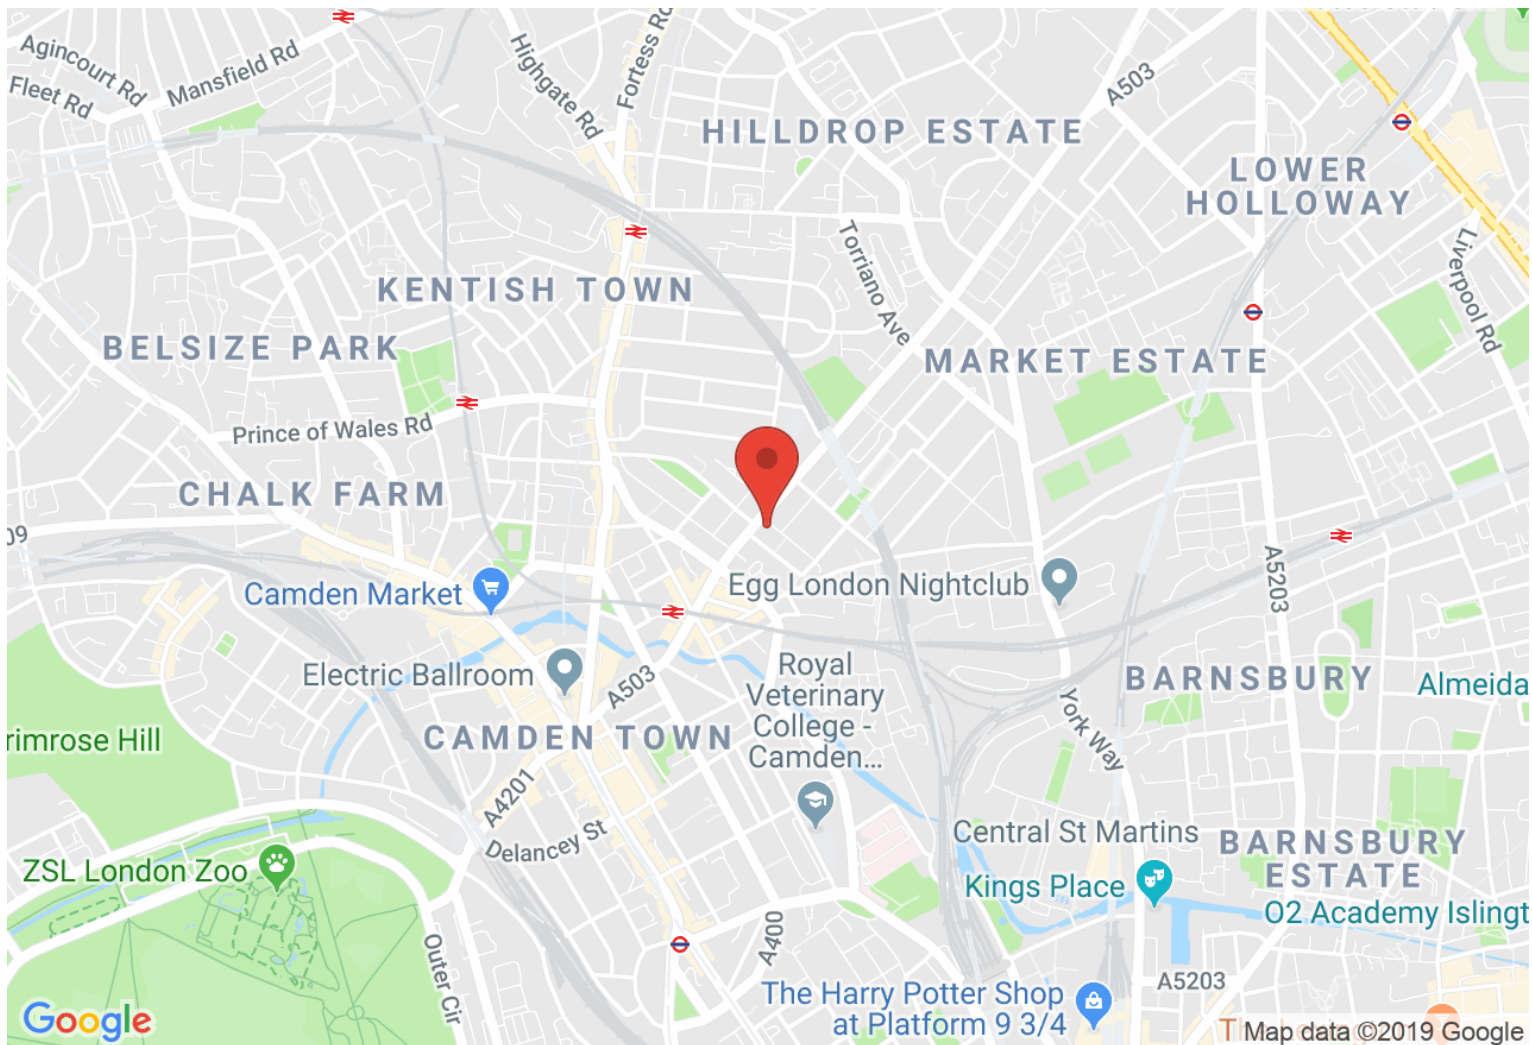 Agincourt Rd
Mansfield Rd
Fleet Rd
Highgate Rd
Fortess Rd
A503
HILLDROP ESTATE
LOWER
HOLLOWAY
Torriano Ave
Liverpool Rd
KENTISH TOWN
BELSIZE PARK
MARKET ESTATE
Prince of Wales Rd
CHALK FARM
09
Camden Market
Egg London Nightclub
A5203
Electric Ballroom
A503
Royal
Veterinary
College -
Camden...
BARNSBURY
Almeida
York Way
CAMDEN TOWN
rimrose Hill
A4201
Delancey St
Central St Martins
BARNSBURY
ESTATE
ZSL London Zoo
Kings Place
O2 Academy Islingt
A400
Outer Cir
A5203
The Harry Potter Shop
at Platform 9 3/4
Google
Map data ©2019 Google